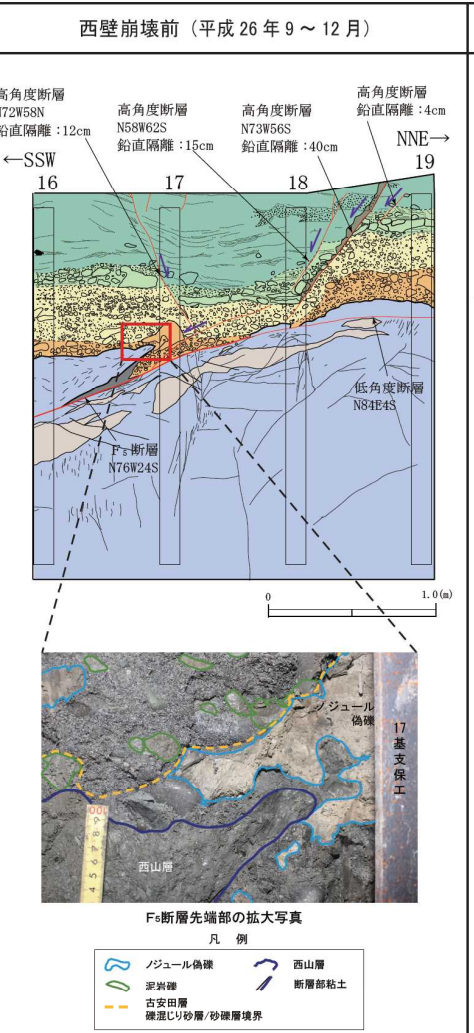 西壁崩壊前（平成 26 年 9 ～ 12 月）
高角度断層
N72W58N
鉛直隔離：12cm
高角度断層
N58W62S
鉛直隔離：15cm
高角度断層
N73W56S
鉛直隔離：40cm
高角度断層
鉛直隔離：4cm
←SSW
NNE→
16
17
18
19
低角度断層
N84E4S
F₅断層
N76W24S
0
1.0(m)
ノジュール
偽礫
17
基
支
保
工
西山層
F₅断層先端部の拡大写真
凡　例
ノジュール偽礫
西山層
泥岩礫
断層部粘土
古安田層
礫混じり砂層/砂礫層境界